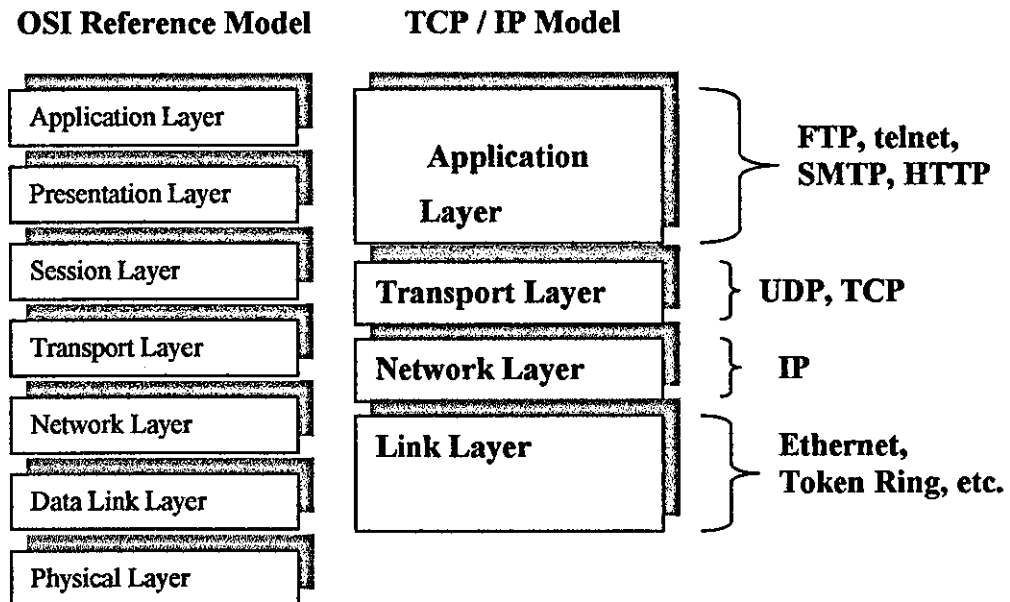 OSI Reference Model
TCP / IP Model
Application Layer
Presentation Layer
Session Layer
Transport Layer
Network Layer
Data Link Layer
Physical Layer
Application
Layer
Transport Layer
Network Layer
Link Layer
FTP, telnet,
SMTP, HTTP
UDP, TCP
IP
Ethernet,
Token Ring, etc.